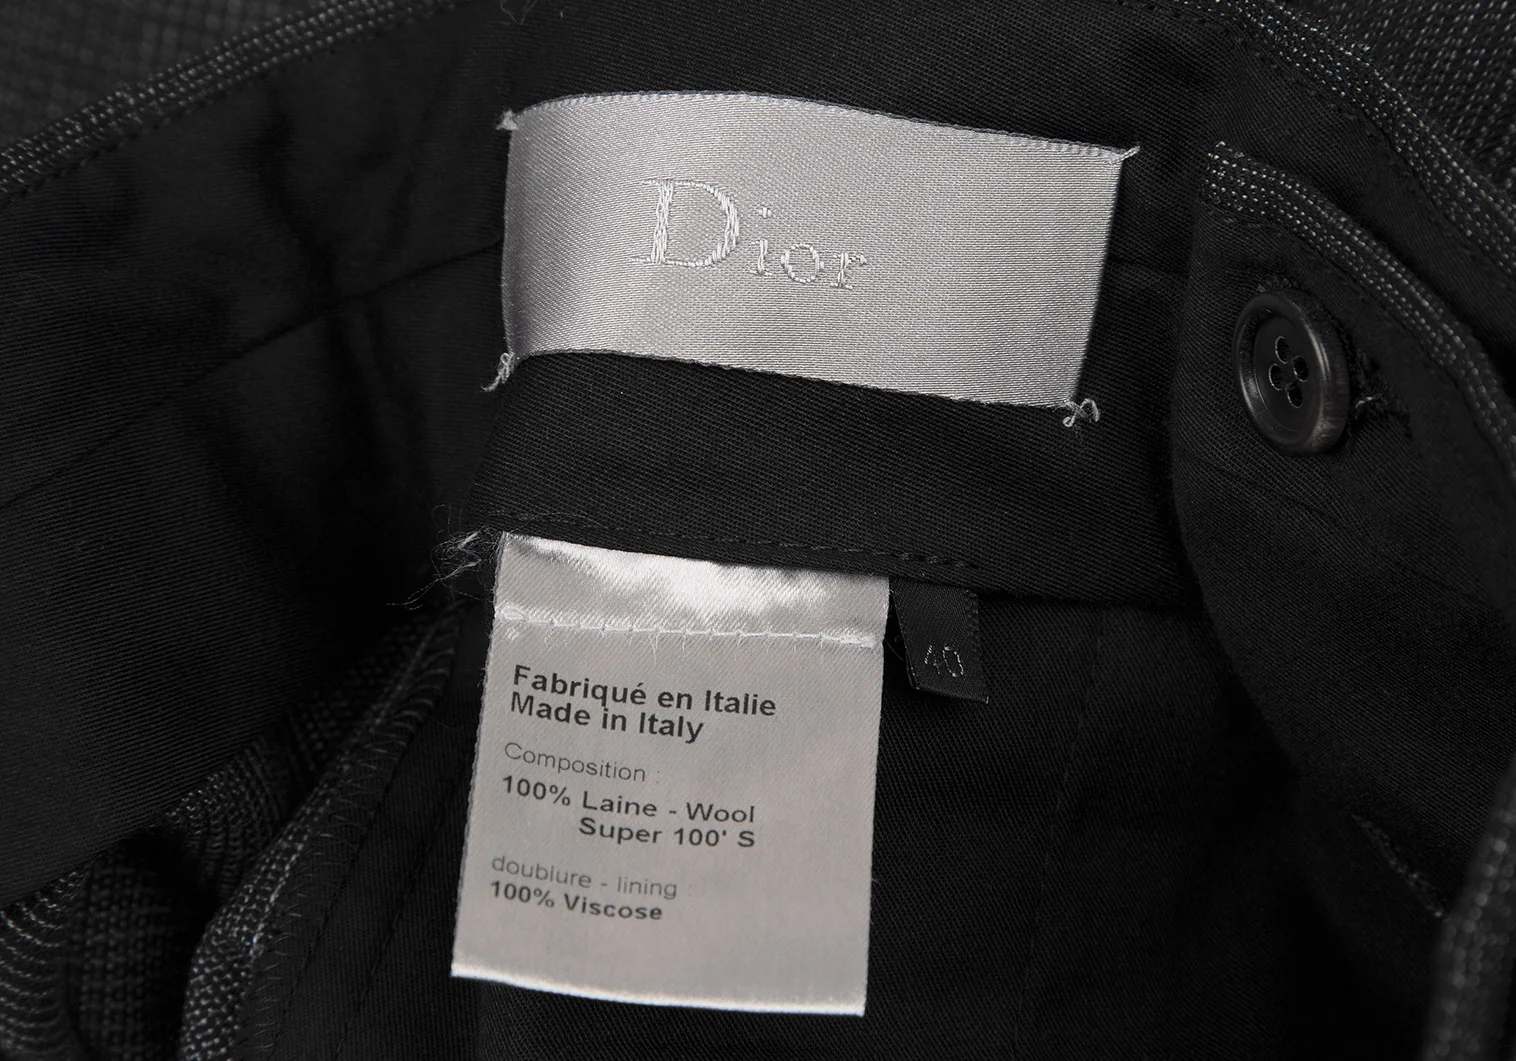 Dior
40
Fabriqué en Italie
Made in Italy
Composition :
100% Laine - Wool
Super 100' S
doublure - lining :
100% Viscose